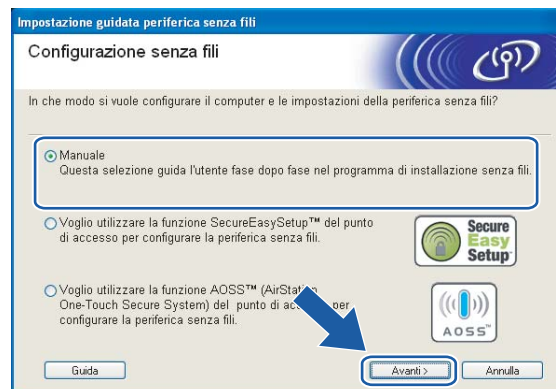 Impostazione guidata periferica senza fili
Configurazione senza fili
In che modo si vuole configurare il computer e le impostazioni della periferica senza fili?
Manuale
Questa selezione guida l'utente fase dopo fase nel programma di installazione senza fili.
Voglio utilizzare la funzione SecureEasySetup™ del punto
di accesso per configurare la periferica senza fili.
Secure
Easy
Setup
Voglio utilizzare la funzione AOSS™ (AirStation
One-Touch Secure System) del punto di per
configurare la periferica senza fili.
AOSS™
Guida
Avanti >
Annulla